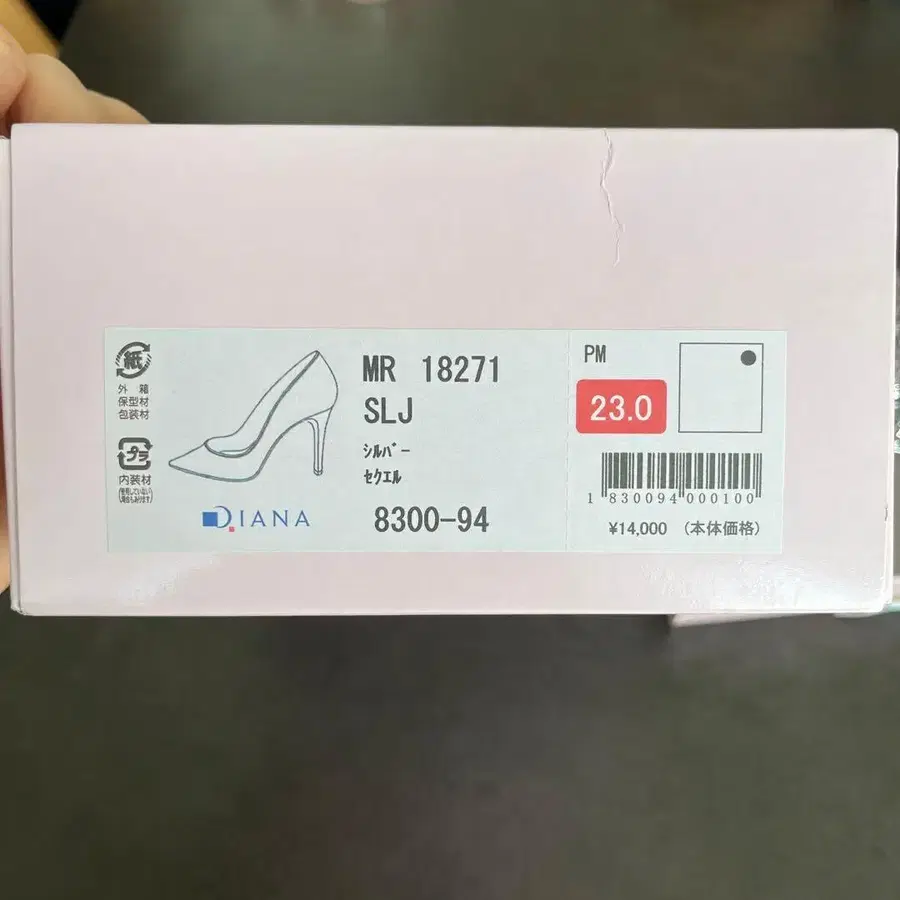 紙
外 箱
保型材
包装材
プラ
内装材
DIANA
MR 18271
SLJ
ｼﾙﾊﾞｰ
ｾｸｴﾙ
8300-94
PM
23.0
1 830094 000100
¥14,000 (本体価格)